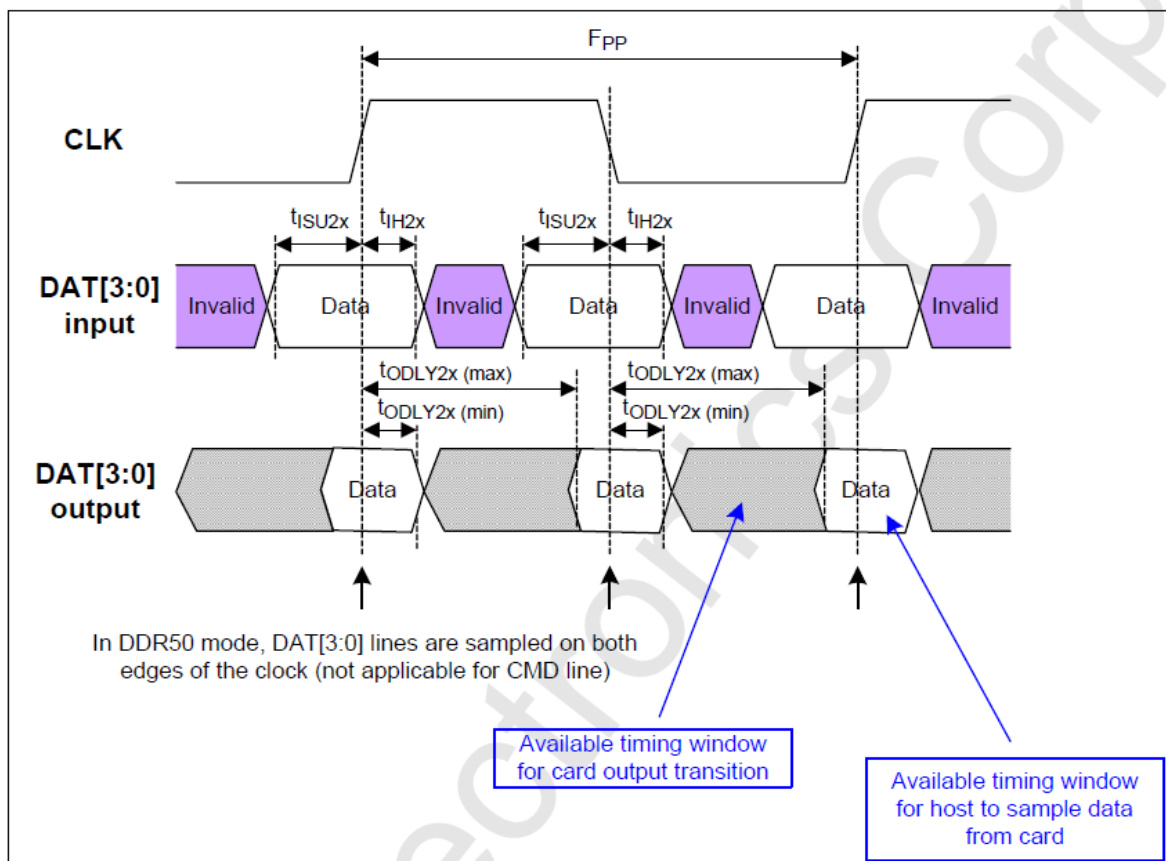 FPP
CLK
tISU2x tIH2x tISU2x tIH2x
DAT[3:0]
input
Invalid Data Invalid Data Invalid Data Invalid
tODLY2x (max) tODLY2x (max)
tODLY2x (min) tODLY2x (min)
DAT[3:0]
output
Data Data Data
In DDR50 mode, DAT[3:0] lines are sampled on both
edges of the clock (not applicable for CMD line)
Available timing window
for card output transition
Available timing window
for host to sample data
from card